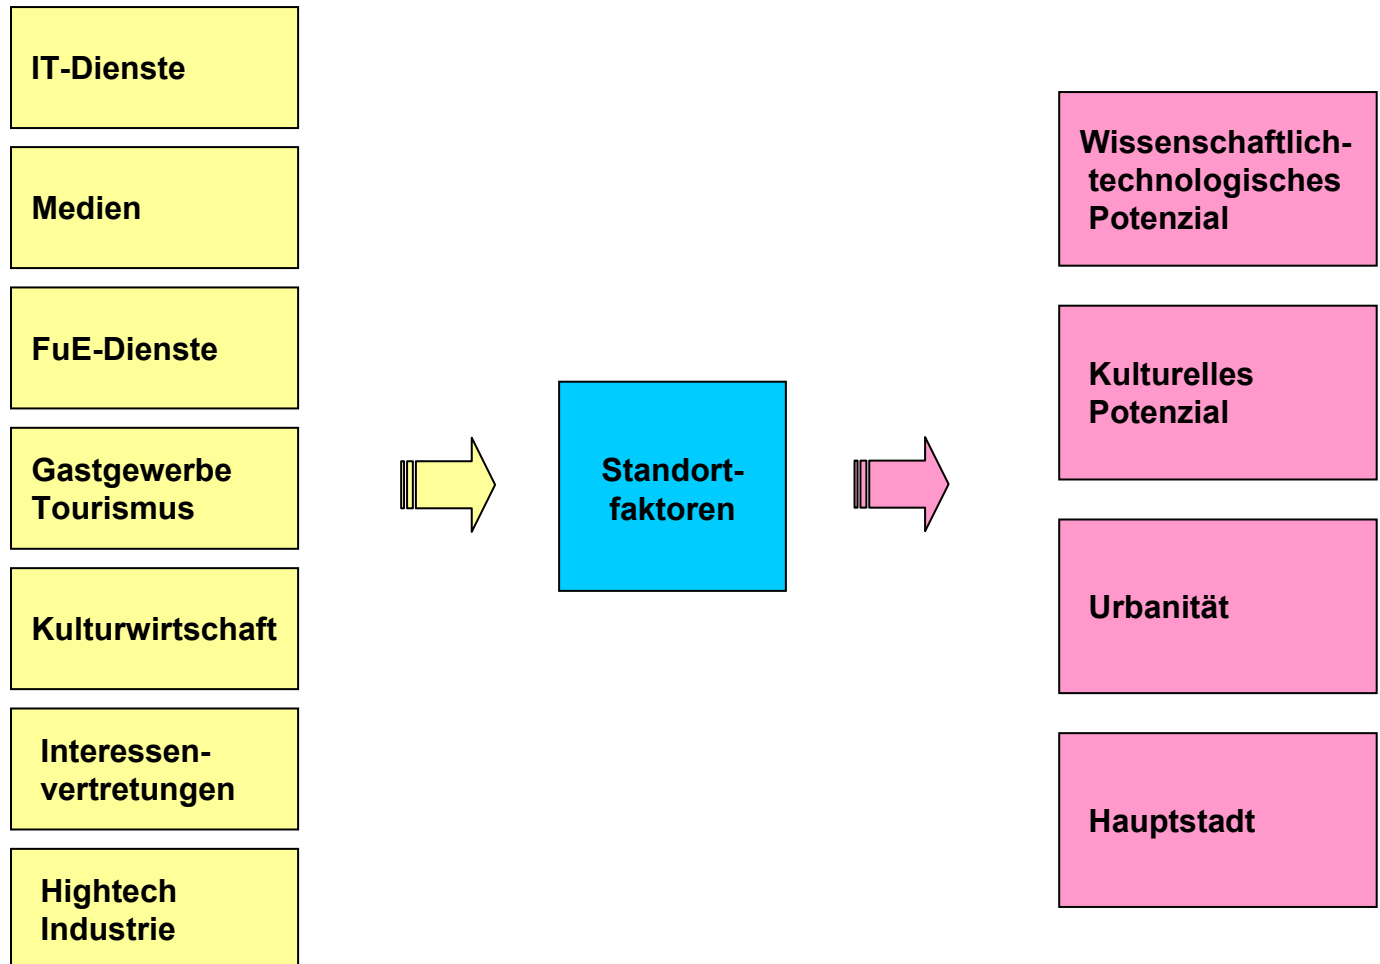 IT-Dienste
Medien
FuE-Dienste
Gastgewerbe
Tourismus
Kulturwirtschaft
Interessen-
vertretungen
Hightech
Industrie
Standort-
faktoren
Wissenschaftlich-
technologisches
Potenzial
Kulturelles
Potenzial
Urbanität
Hauptstadt